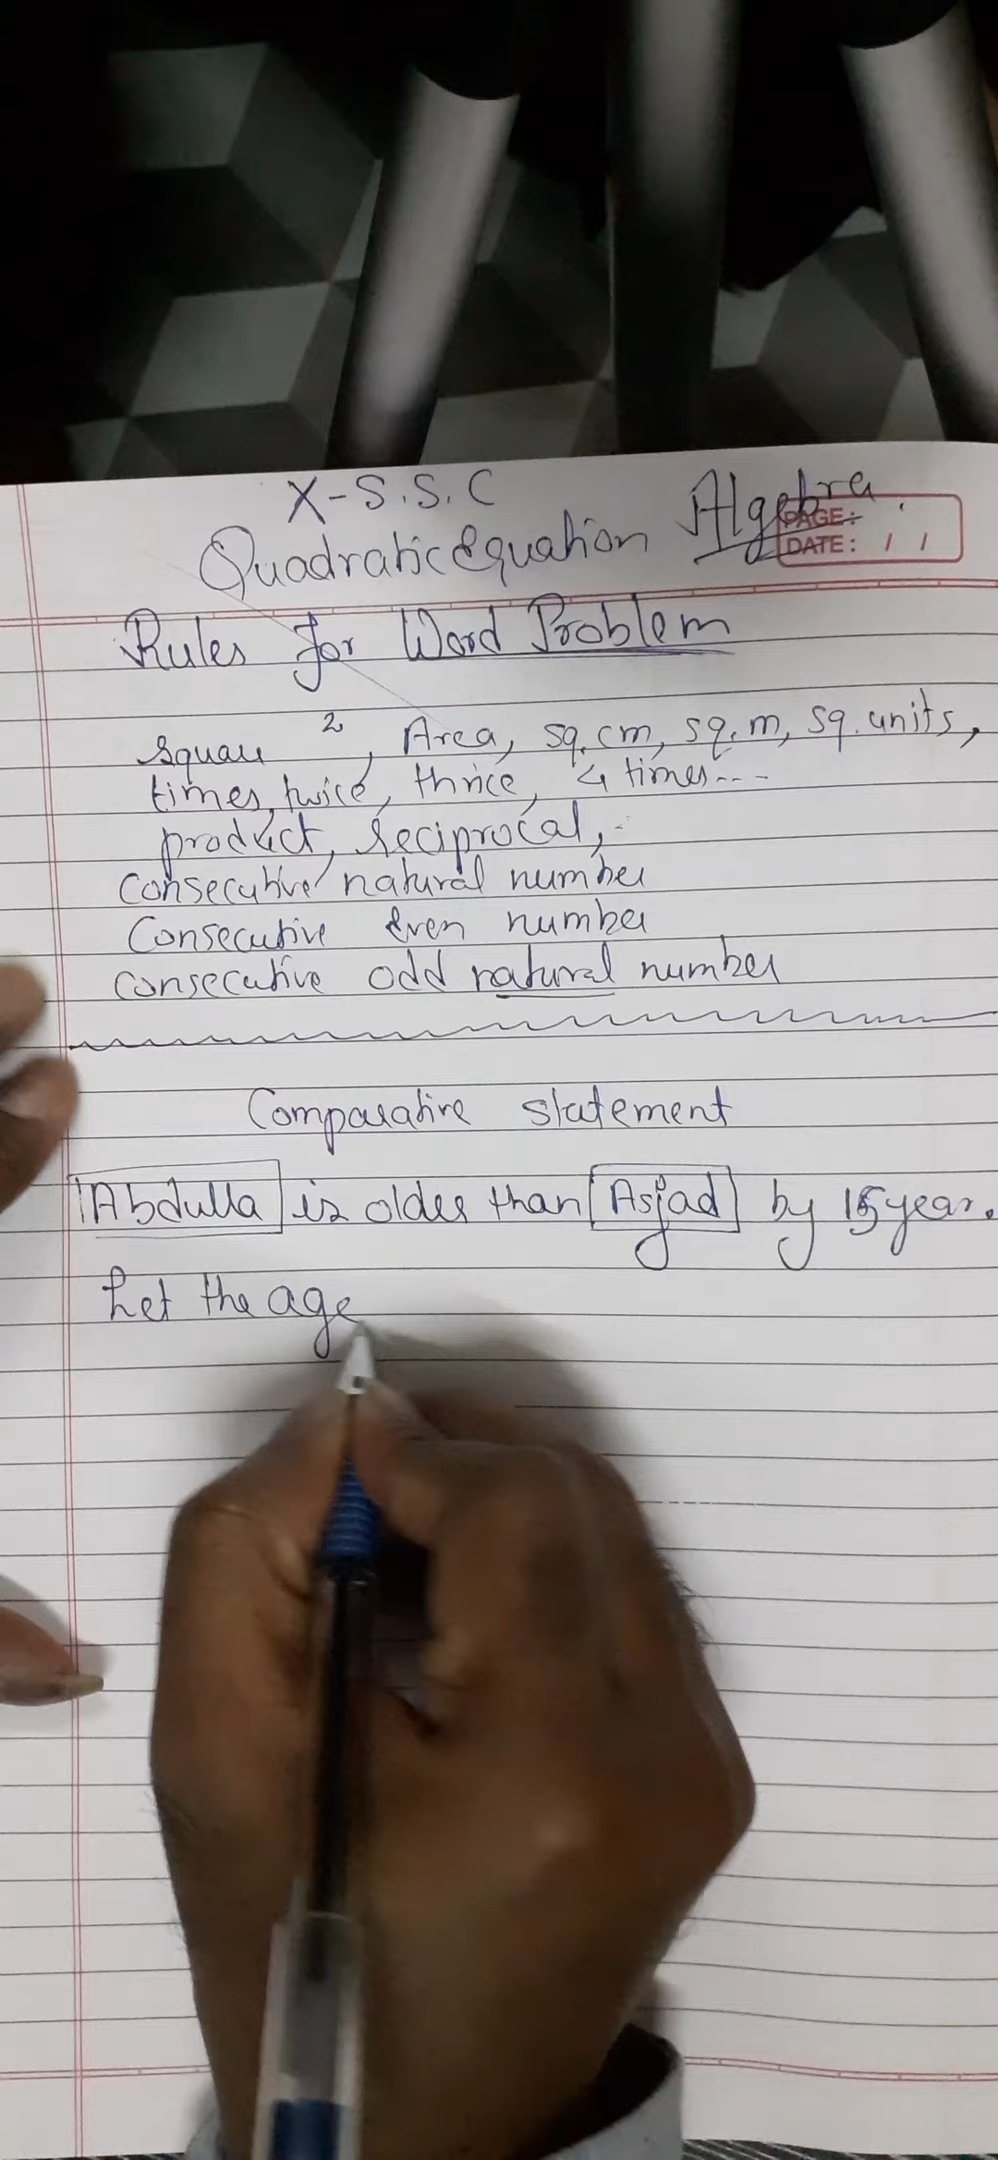 X-S.S.C
Algebra
PAGE:
DATE: / /
Quadratic Equation
Rules for Word Problem
square ², Area, sq.cm, sq.m, sq.units,
times, twice, thrice, 4 times---
product, reciprocal,
consecutive natural number
Consecutive even number
consecutive odd natural number
Comparative statement
Abdulla is older than Asjad by 15 year.
Let the age